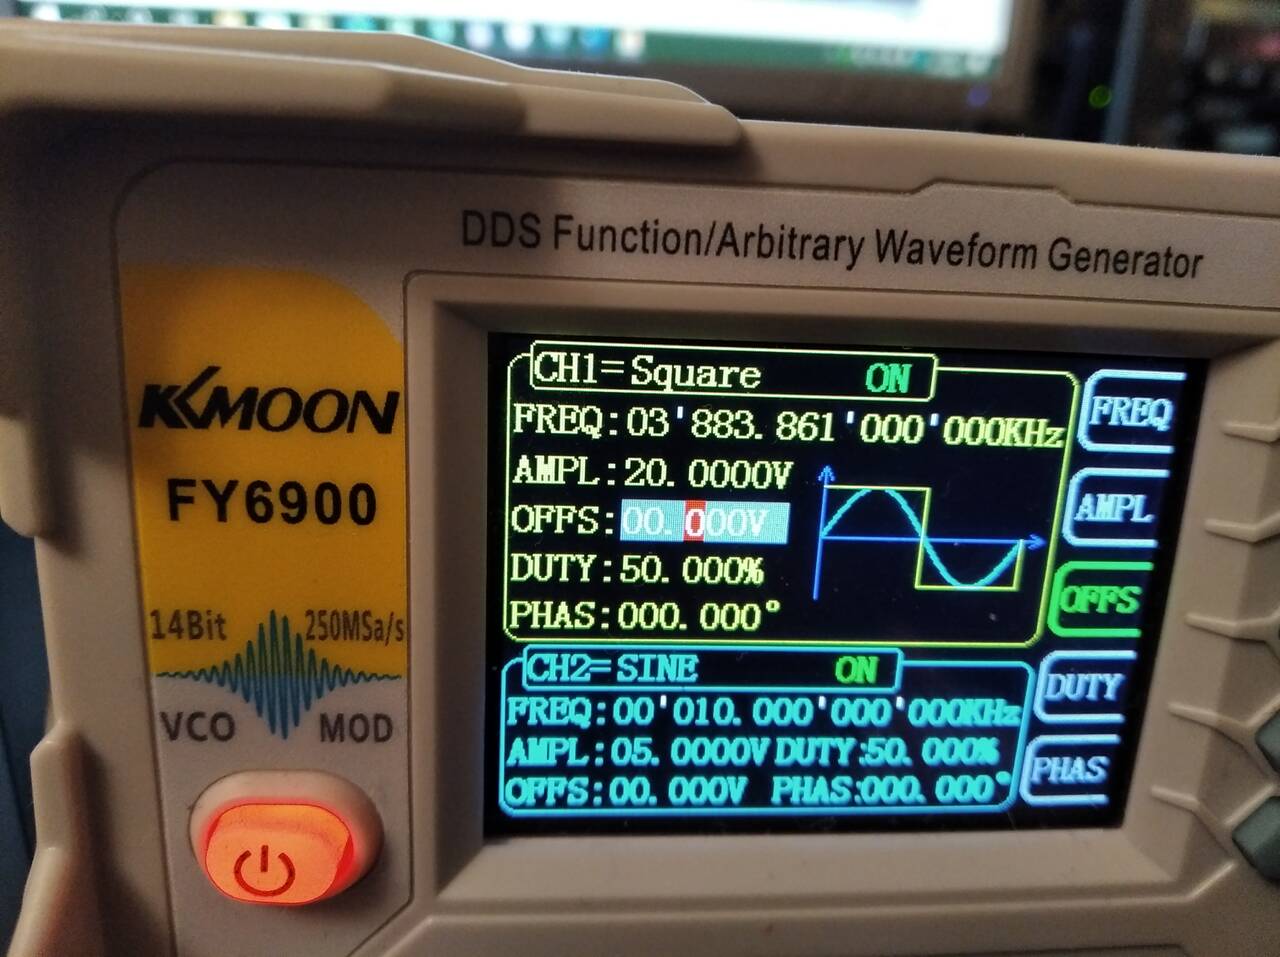 DDS Function/Arbitrary Waveform Generator
KKMOON
FY6900
14Bit 250MSa/s
VCO MOD
CH1=Square ON
FREQ:03'883.861'000'000KHz
AMPL:20.0000V
OFFS:00.000V
DUTY:50.000%
PHAS:000.000°
CH2=SINE ON
FREQ:00'010.000'000'000KHz
AMPL:05.0000V DUTY:50.000%
OFFS:00.000V PHAS:000.000°
FREQ
AMPL
OFFS
DUTY
PHAS